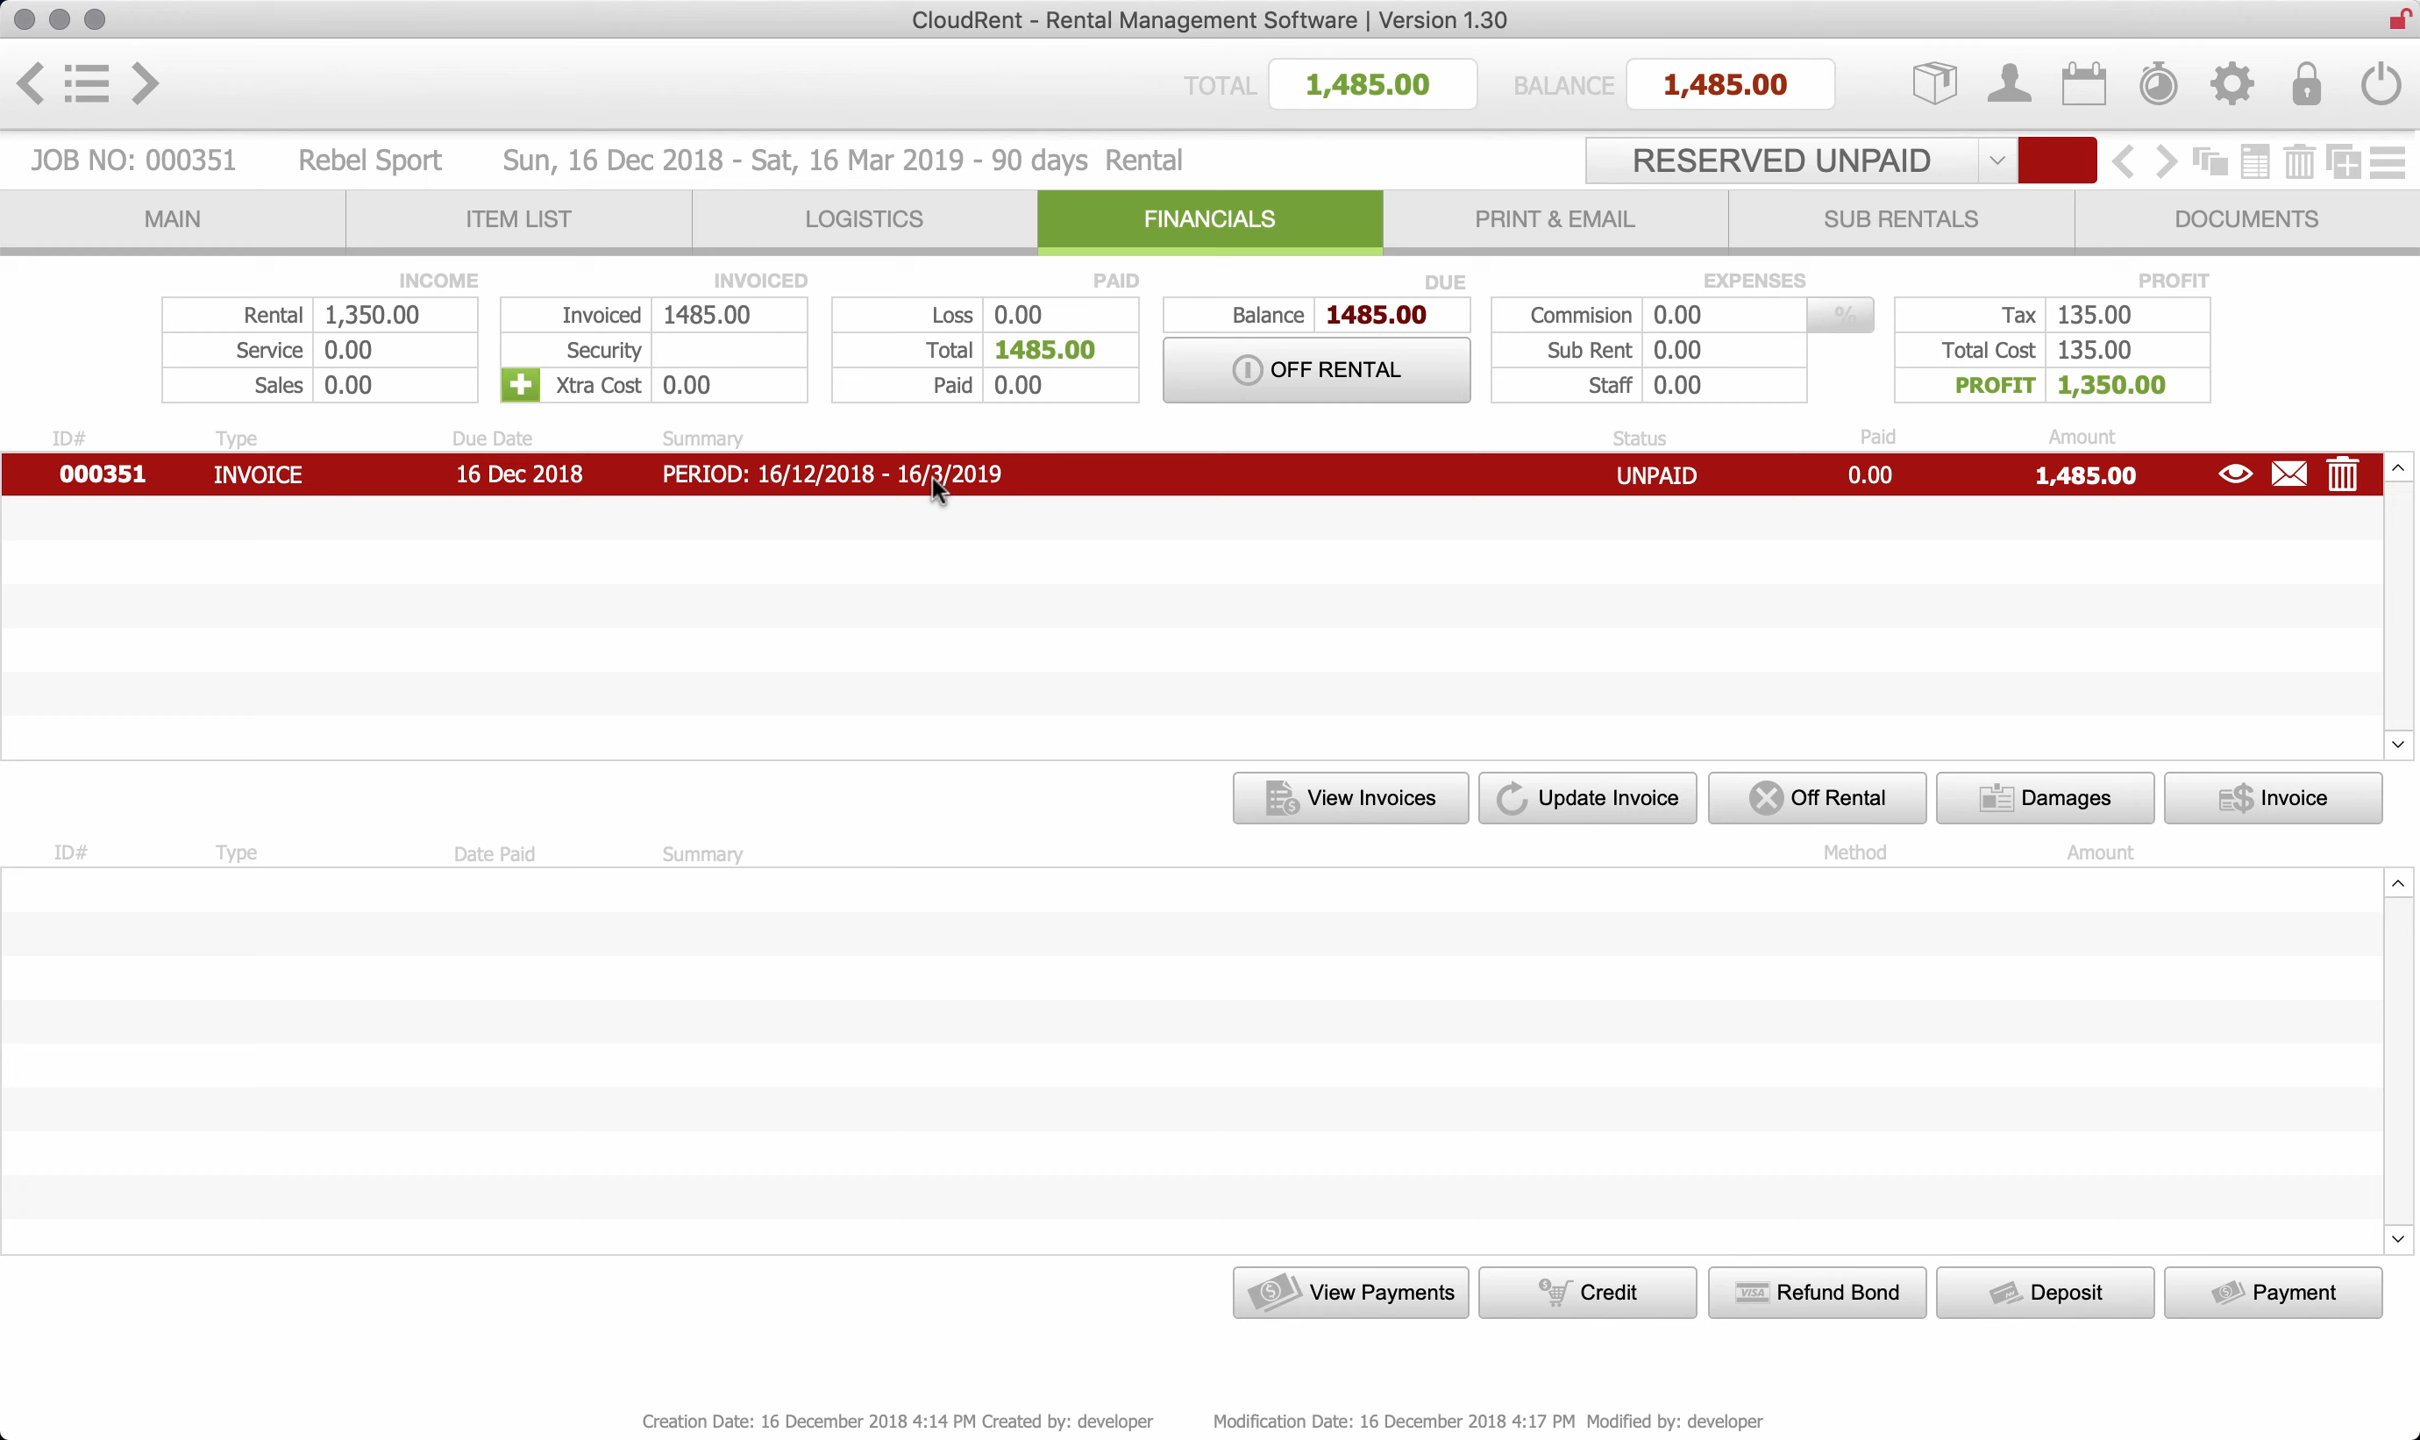 CloudRent - Rental Management Software | Version 1.30
TOTAL 1,485.00 BALANCE 1,485.00
JOB NO: 000351 Rebel Sport Sun, 16 Dec 2018 - Sat, 16 Mar 2019 - 90 days Rental RESERVED UNPAID
MAIN ITEM LIST LOGISTICS FINANCIALS PRINT & EMAIL SUB RENTALS DOCUMENTS
INCOME INVOICED PAID DUE EXPENSES PROFIT
Rental 1,350.00 Invoiced 1485.00 Loss 0.00 Balance 1485.00 Commision 0.00 % Tax 135.00
Service 0.00 Security Total 1485.00 Sub Rent 0.00 Total Cost 135.00
OFF RENTAL
Sales 0.00 Xtra Cost 0.00 Paid 0.00 Staff 0.00 PROFIT 1,350.00
ID# Type Due Date Summary Status Paid Amount
000351 INVOICE 16 Dec 2018 PERIOD: 16/12/2018 - 16/3/2019 UNPAID 0.00 1,485.00
View Invoices Update Invoice Off Rental Damages Invoice
ID# Type Date Paid Summary Method Amount
View Payments Credit VISA Refund Bond Deposit Payment
Creation Date: 16 December 2018 4:14 PM Created by: developer Modification Date: 16 December 2018 4:17 PM Modified by: developer